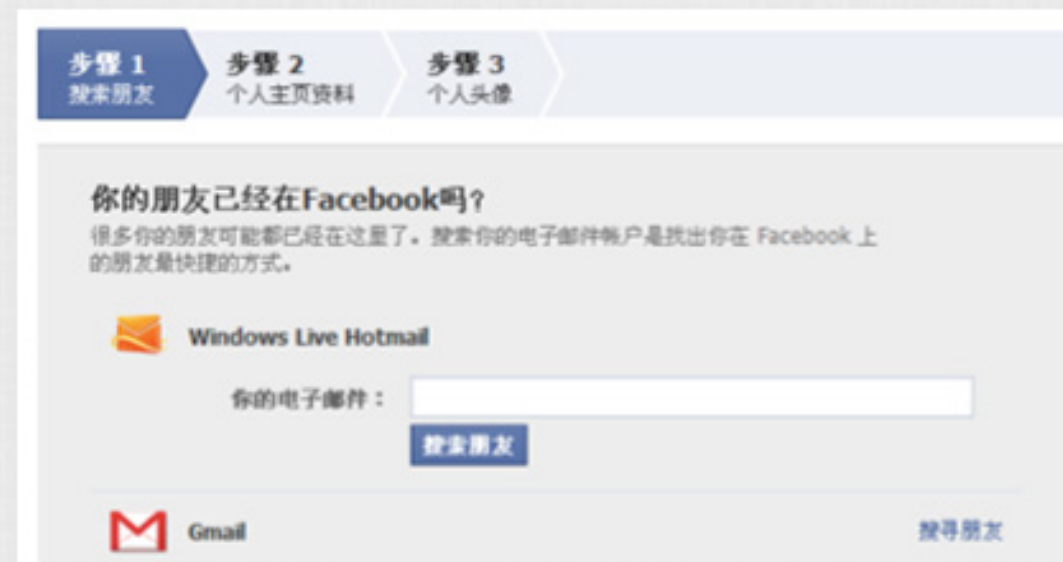 步骤 1
搜索朋友
步骤 2
个人主页资料
步骤 3
个人头像
你的朋友已经在Facebook吗?
很多你的朋友可能都已经在这里了。搜索你的电子邮件帐户是找出你在 Facebook 上
的朋友最快捷的方式。
Windows Live Hotmail
你的电子邮件：
搜索朋友
Gmail
搜寻朋友